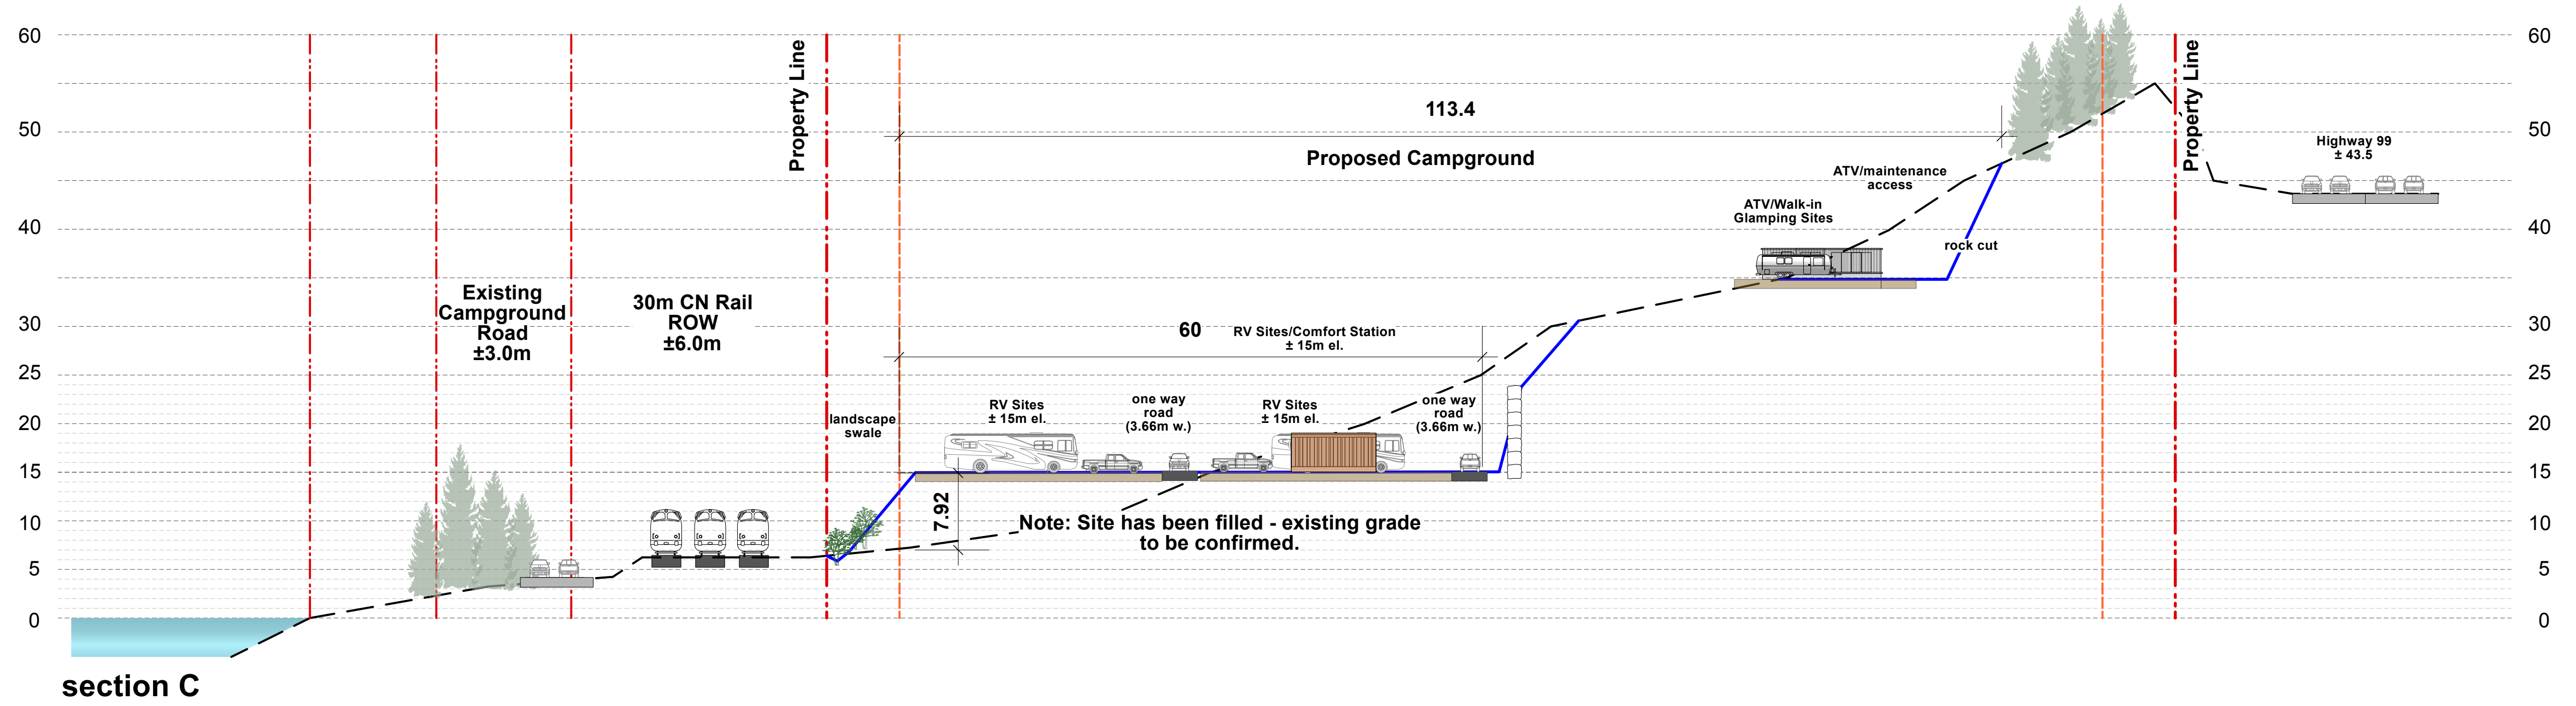 60
50
40
30
25
20
15
10
5
0
Existing
Campground
Road
±3.0m
30m CN Rail
ROW
±6.0m
Property Line
landscape
swale
113.4
Proposed Campground
60
RV Sites/Comfort Station
± 15m el.
RV Sites
± 15m el.
one way
road
(3.66m w.)
RV Sites
± 15m el.
one way
road
(3.66m w.)
7.92
Note: Site has been filled - existing grade
to be confirmed.
ATV/maintenance
access
ATV/Walk-in
Glamping Sites
rock cut
Property Line
Highway 99
± 43.5
60
50
40
30
25
20
15
10
5
0
section C